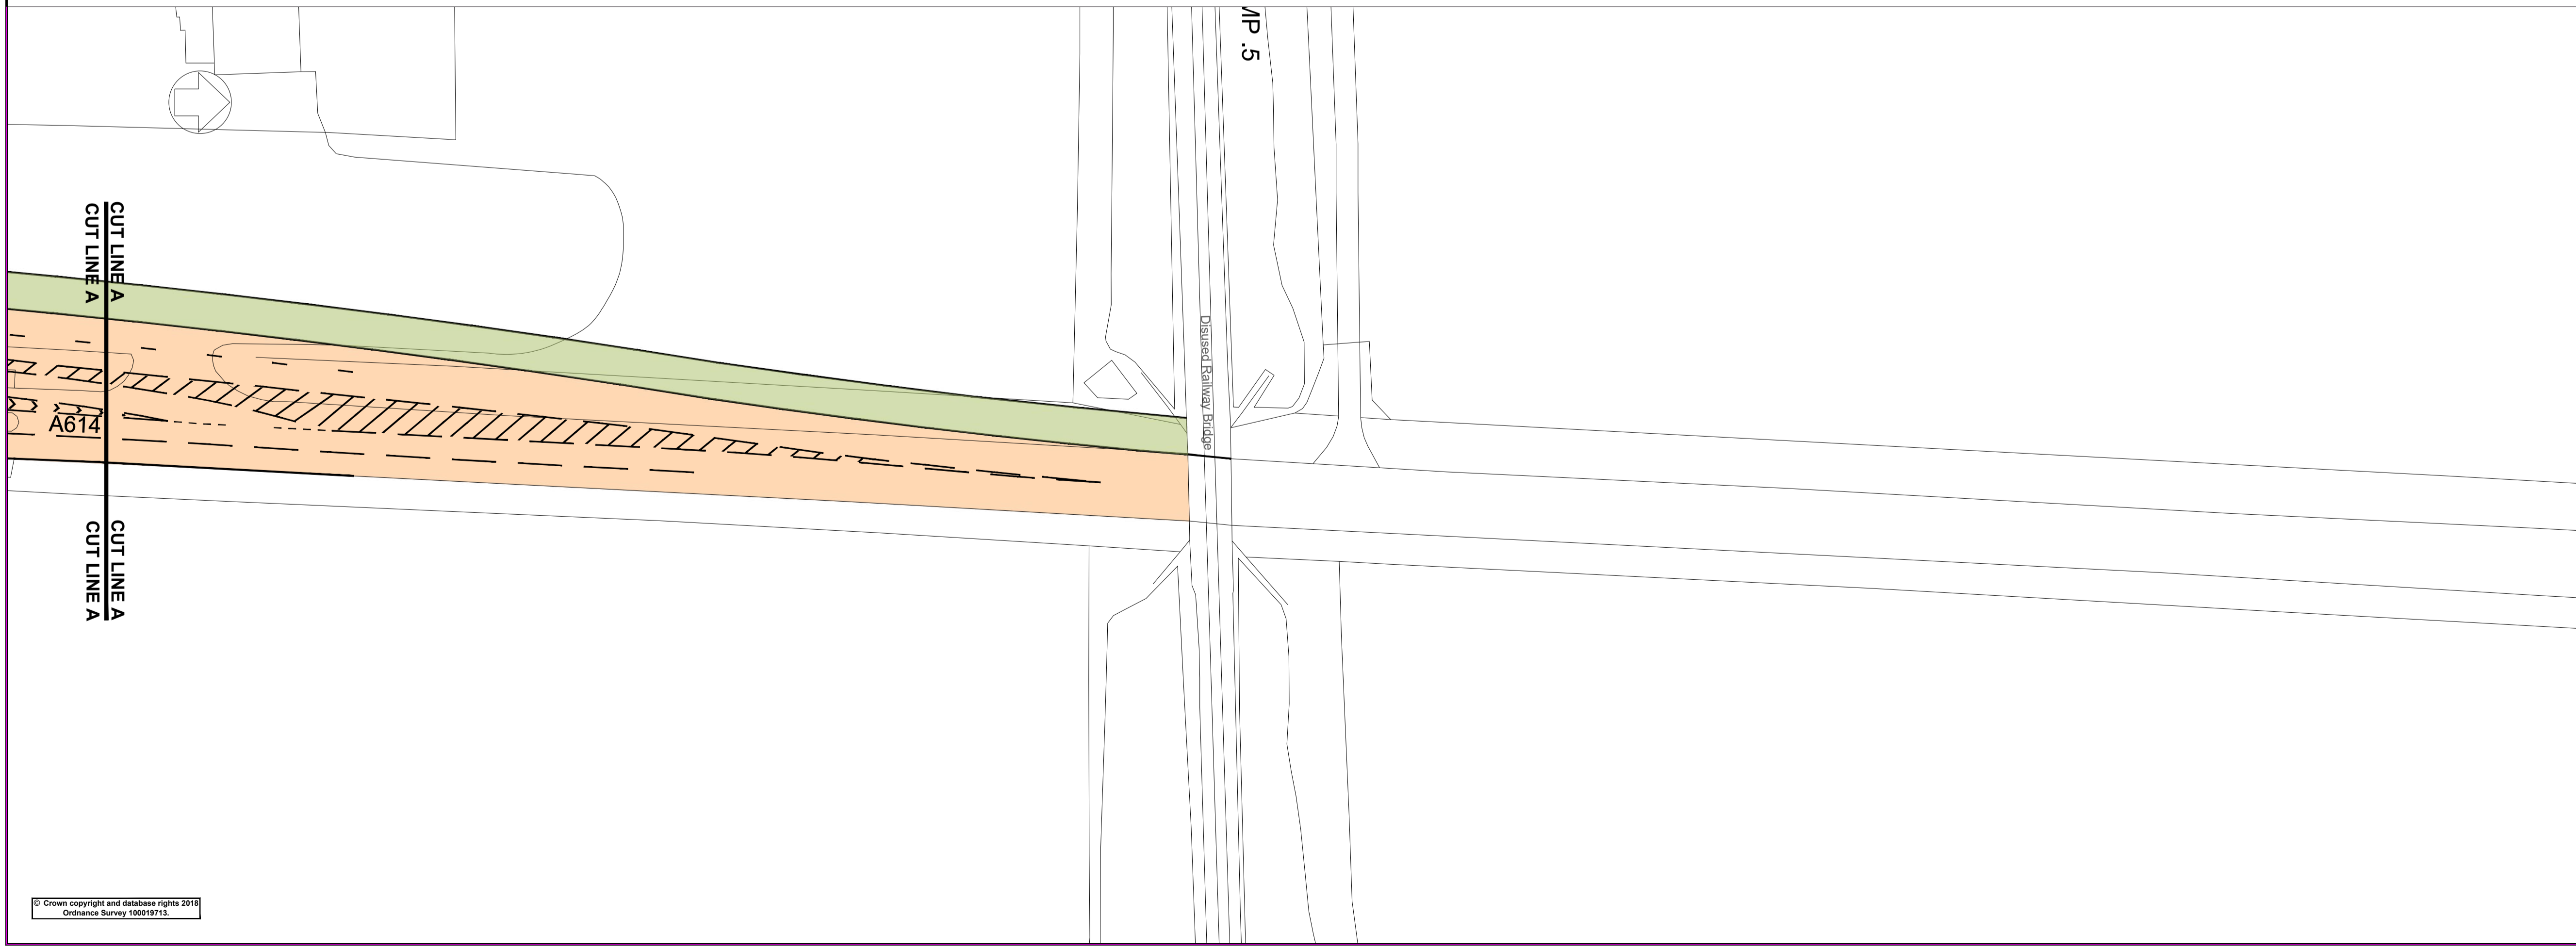 MP .5
CUT LINE A
CUT LINE A
Disused Railway Bridge
A614
CUT LINE A
CUT LINE A
© Crown copyright and database rights 2018
Ordnance Survey 100019713.